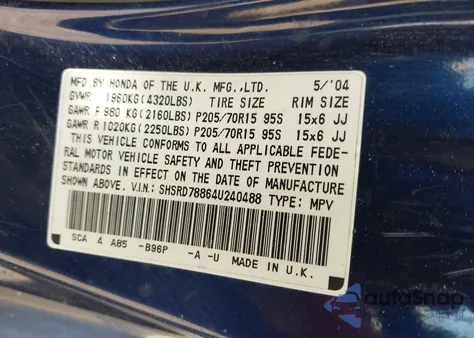 MFD.BY HONDA OF THE U.K. MFG.,LTD. 5/'04
GVWR 1960KG(4320LBS) TIRE SIZE RIM SIZE
GAWR F 980 KG(2160LBS) P205/70R15 95S 15x6 JJ
GAWR R 1020KG(2250LBS) P205/70R15 95S 15x6 JJ
THIS VEHICLE CONFORMS TO ALL APPLICABLE FEDE-
RAL MOTOR VEHICLE SAFETY AND THEFT PREVENTION
STANDARDS IN EFFECT ON THE DATE OF MANUFACTURE
SHOWN ABOVE. V.I.N.: SHSRD78864U240488 TYPE: MPV
SCA 4 A85 -B96P -A -U MADE IN U.K.
autoSnap